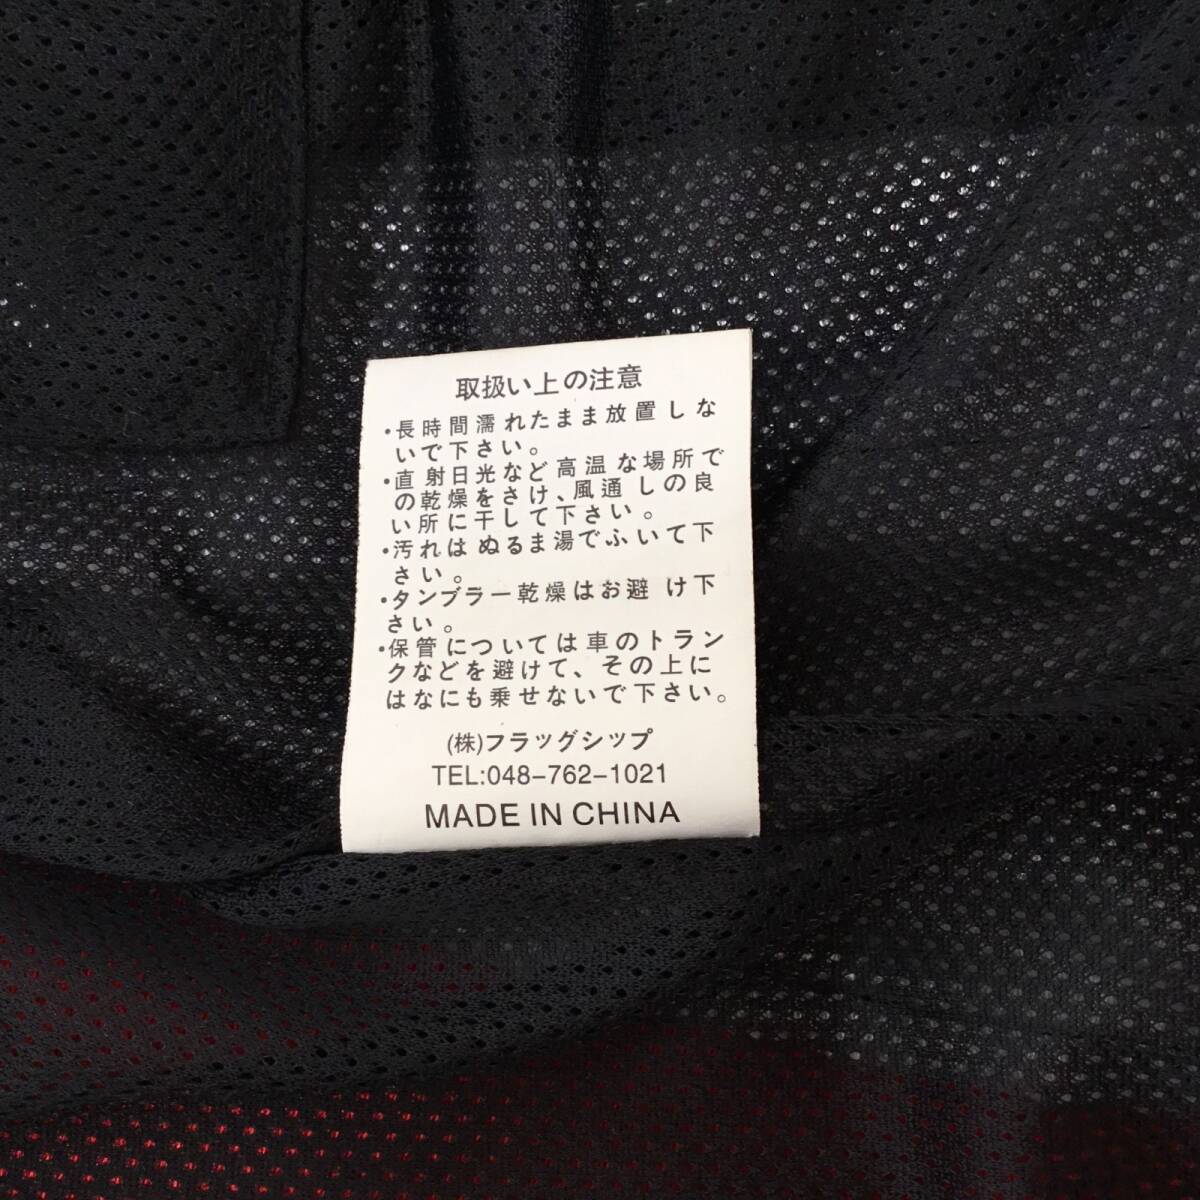 取扱い上の注意
・長時間濡れたまま放置しな
いで下さい。
・直射日光など高温な場所で
の乾燥をさけ、風通しの良
い所に干して下さい。
・汚れはぬるま湯でふいて下
さい。
・タンブラー乾燥はお避け下
さい。
・保管については車のトラン
クなどを避けて、その上に
はなにも乗せないで下さい。
(株)フラッグシップ
TEL:048-762-1021
MADE IN CHINA